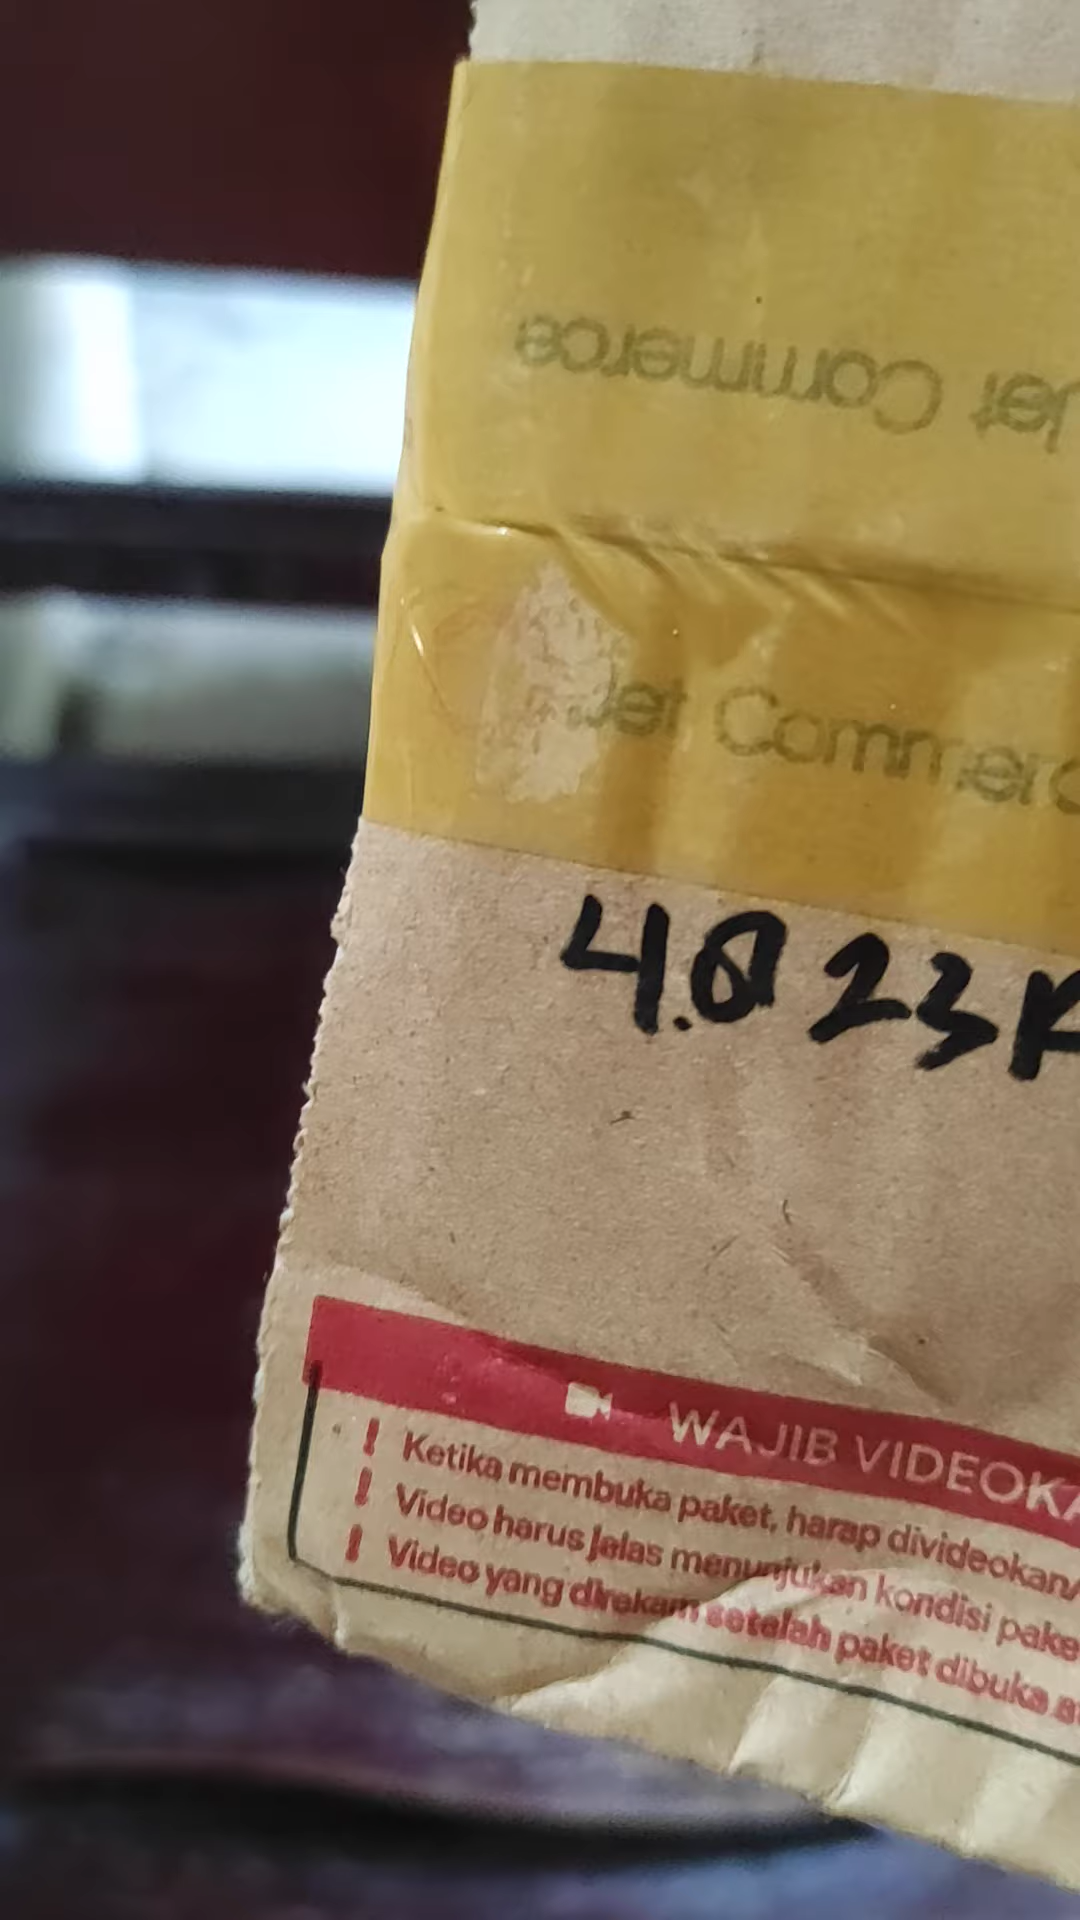 Jet Commerce
Jet Commerc
4.0 23K
WAJIB VIDEOKA
! Ketika membuka paket, harap divideokan/
! Video harus jelas menunjukan kondisi pake
! Video yang direkam setelah paket dibuka